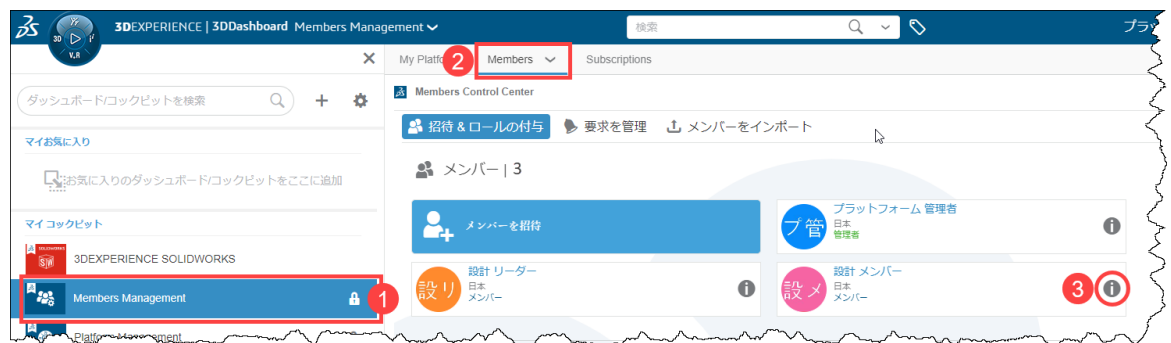 3DEXPERIENCE | 3DDashboard Members Management
検索
3D
V.R
My Platfo
2
Members
Subscriptions
ダッシュボード/コックピットを検索
Members Control Center
招待 & ロールの付与
要求を管理
メンバーをインポート
マイお気に入り
お気に入りのダッシュボード/コックピットをここに追加
メンバー | 3
マイ コックピット
メンバーを招待
プ管
プラットフォーム 管理者
日本
管理者
SOLIDWORKS
3DEXPERIENCE SOLIDWORKS
Members Management
1
設リ
設計 リーダー
日本
メンバー
設メ
設計 メンバー
日本
メンバー
3
Platform Management